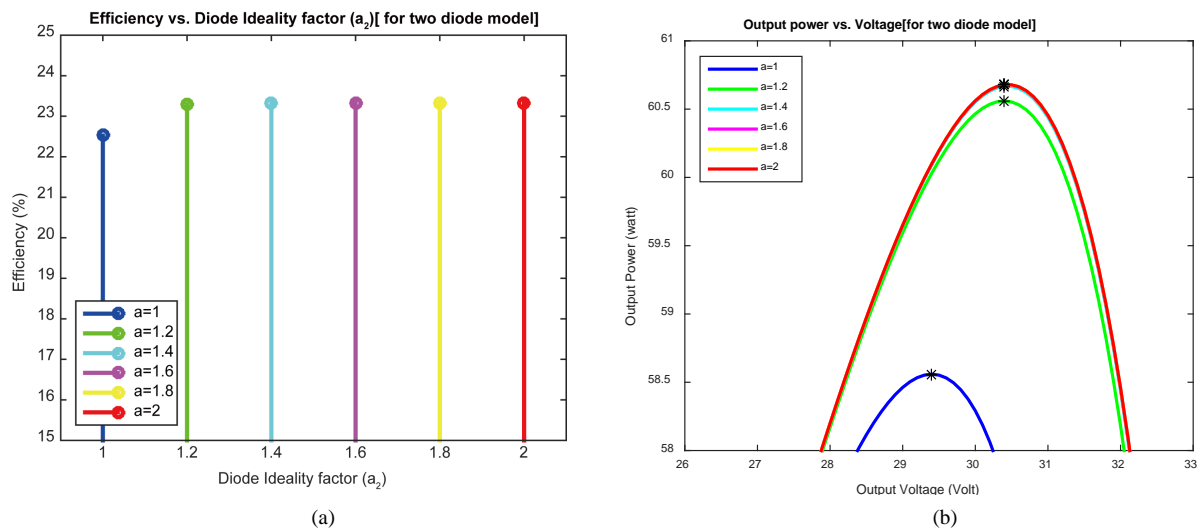 Efficiency vs. Diode Ideality factor (a2)[ for two diode model]
25
24
23
22
21
20
19
18
17
16
15
Efficiency (%)
a=1
a=1.2
a=1.4
a=1.6
a=1.8
a=2
1
1.2
1.4
1.6
1.8
2
Diode Ideality factor (a2)
(a)
Output power vs. Voltage[for two diode model]
61
60.5
60
59.5
59
58.5
58
Output Power (watt)
a=1
a=1.2
a=1.4
a=1.6
a=1.8
a=2
26
27
28
29
30
31
32
33
Output Voltage (Volt)
(b)